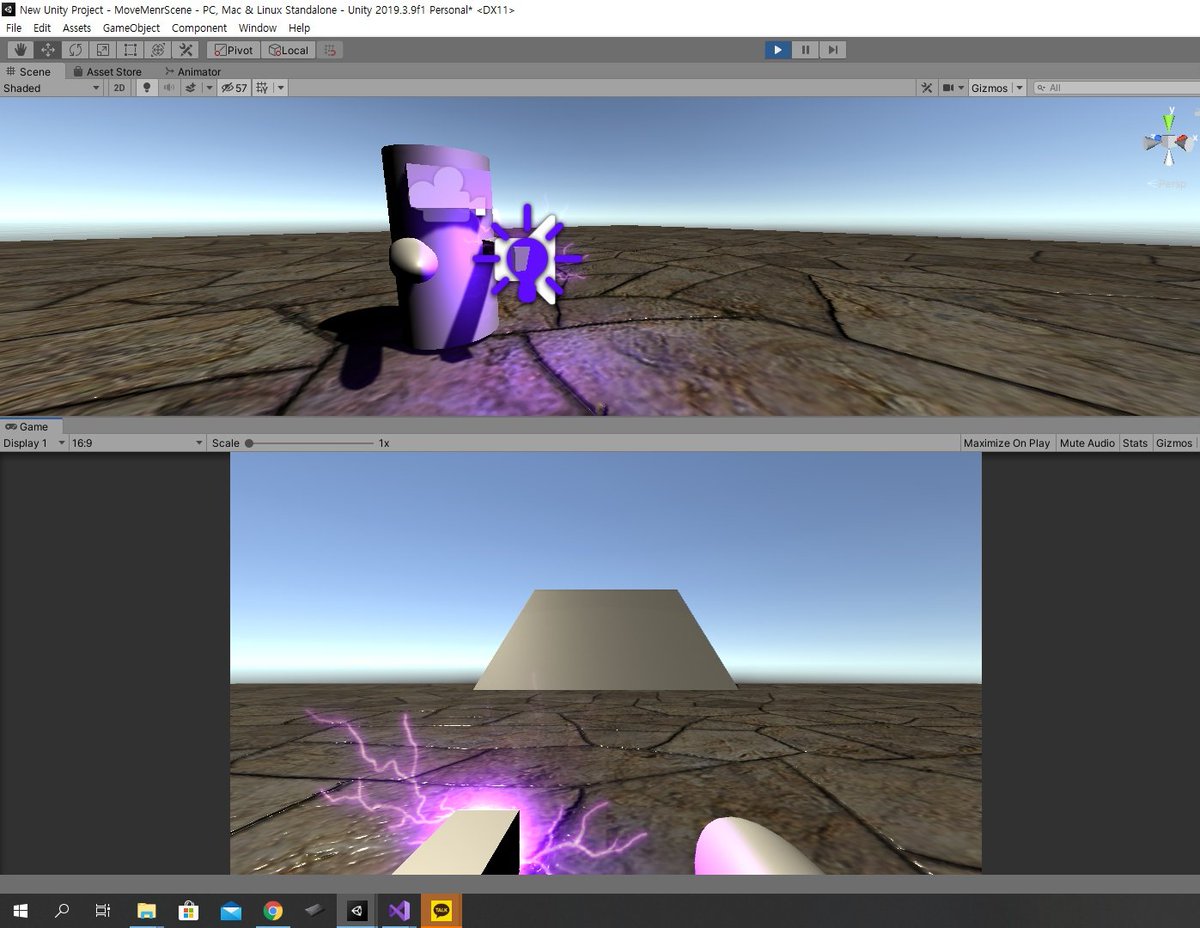 New Unity Project - MoveMenrScene - PC, Mac & Linux Standalone - Unity 2019.3.9f1 Personal* <DX11>
File Edit Assets GameObject Component Window Help
Pivot Local
Scene Asset Store Animator
Shaded 2D 57 Gizmos All
y
x
Persp
Game
Display 1 16:9 Scale 1x Maximize On Play Mute Audio Stats Gizmos
TALK